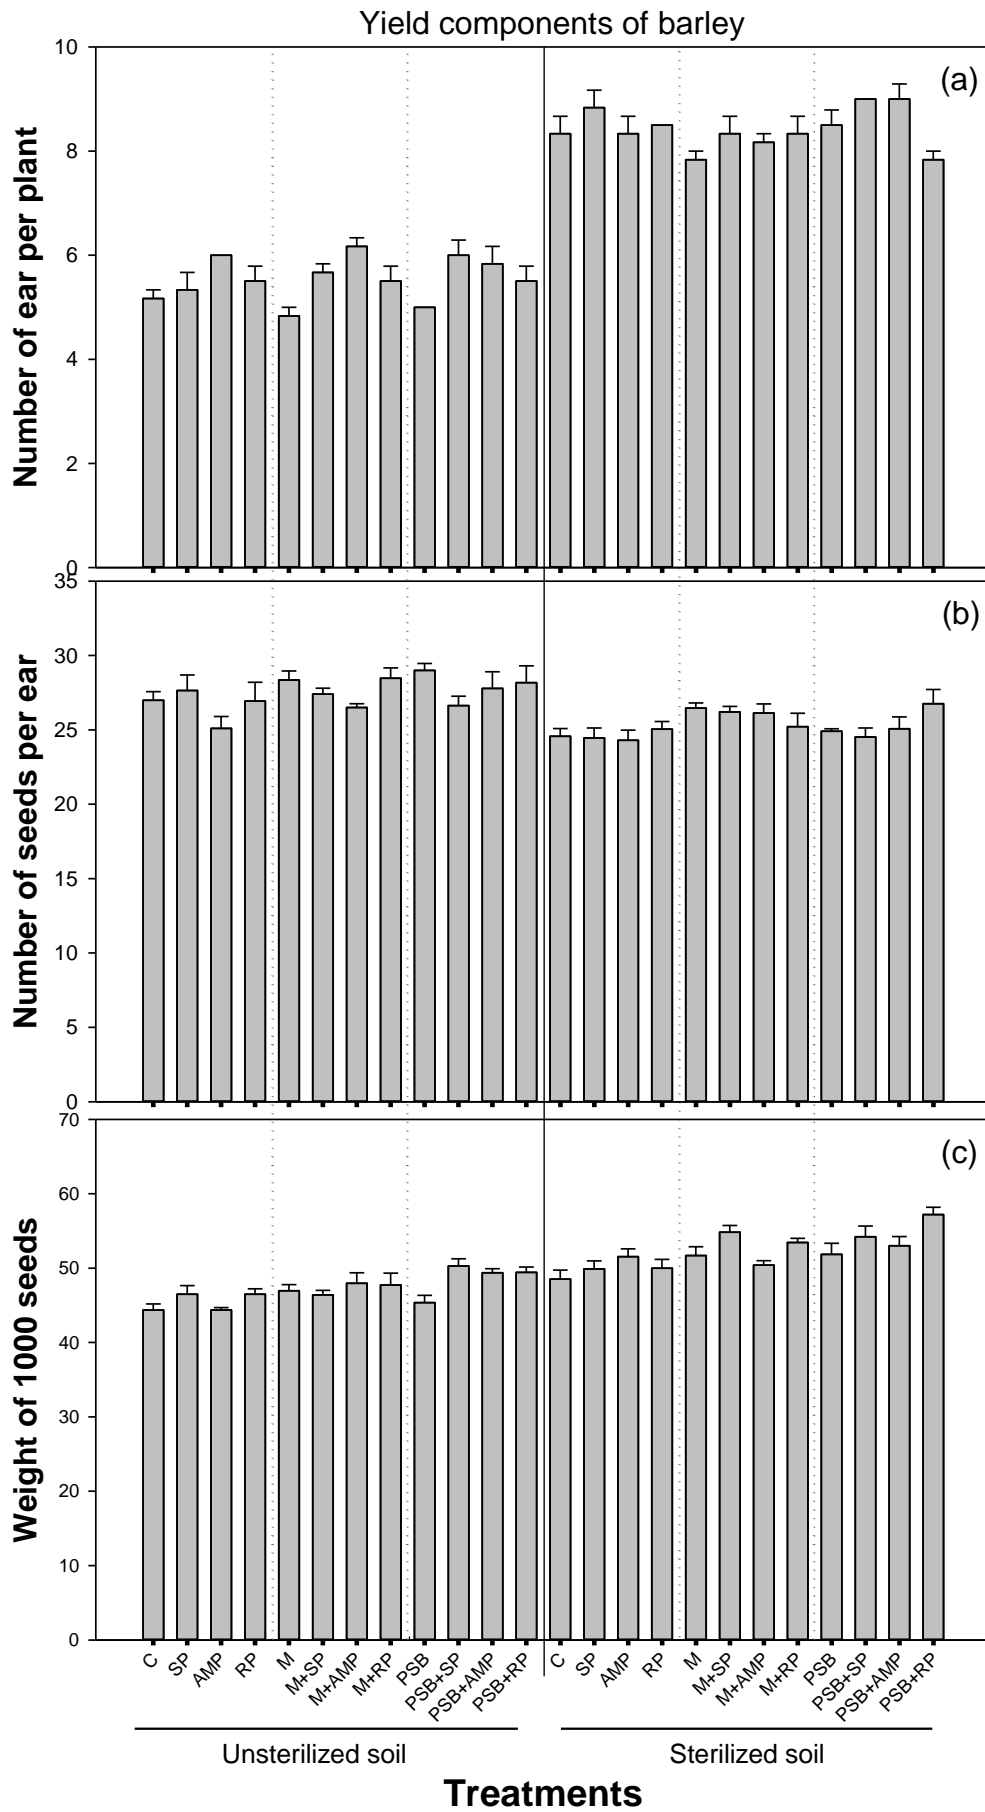 Yield components of barley
(a)
Number of ear per plant
10
8
6
4
2
0
(b)
Number of seeds per ear
35
30
25
20
15
10
5
0
(c)
Weight of 1000 seeds
70
60
50
40
30
20
10
0
C SP AMP RP M M+SP M+AMP M+RP PSB PSB+SP PSB+AMP PSB+RP C SP AMP RP M M+SP M+AMP M+RP PSB PSB+SP PSB+AMP PSB+RP
Unsterilized soil Sterilized soil
Treatments